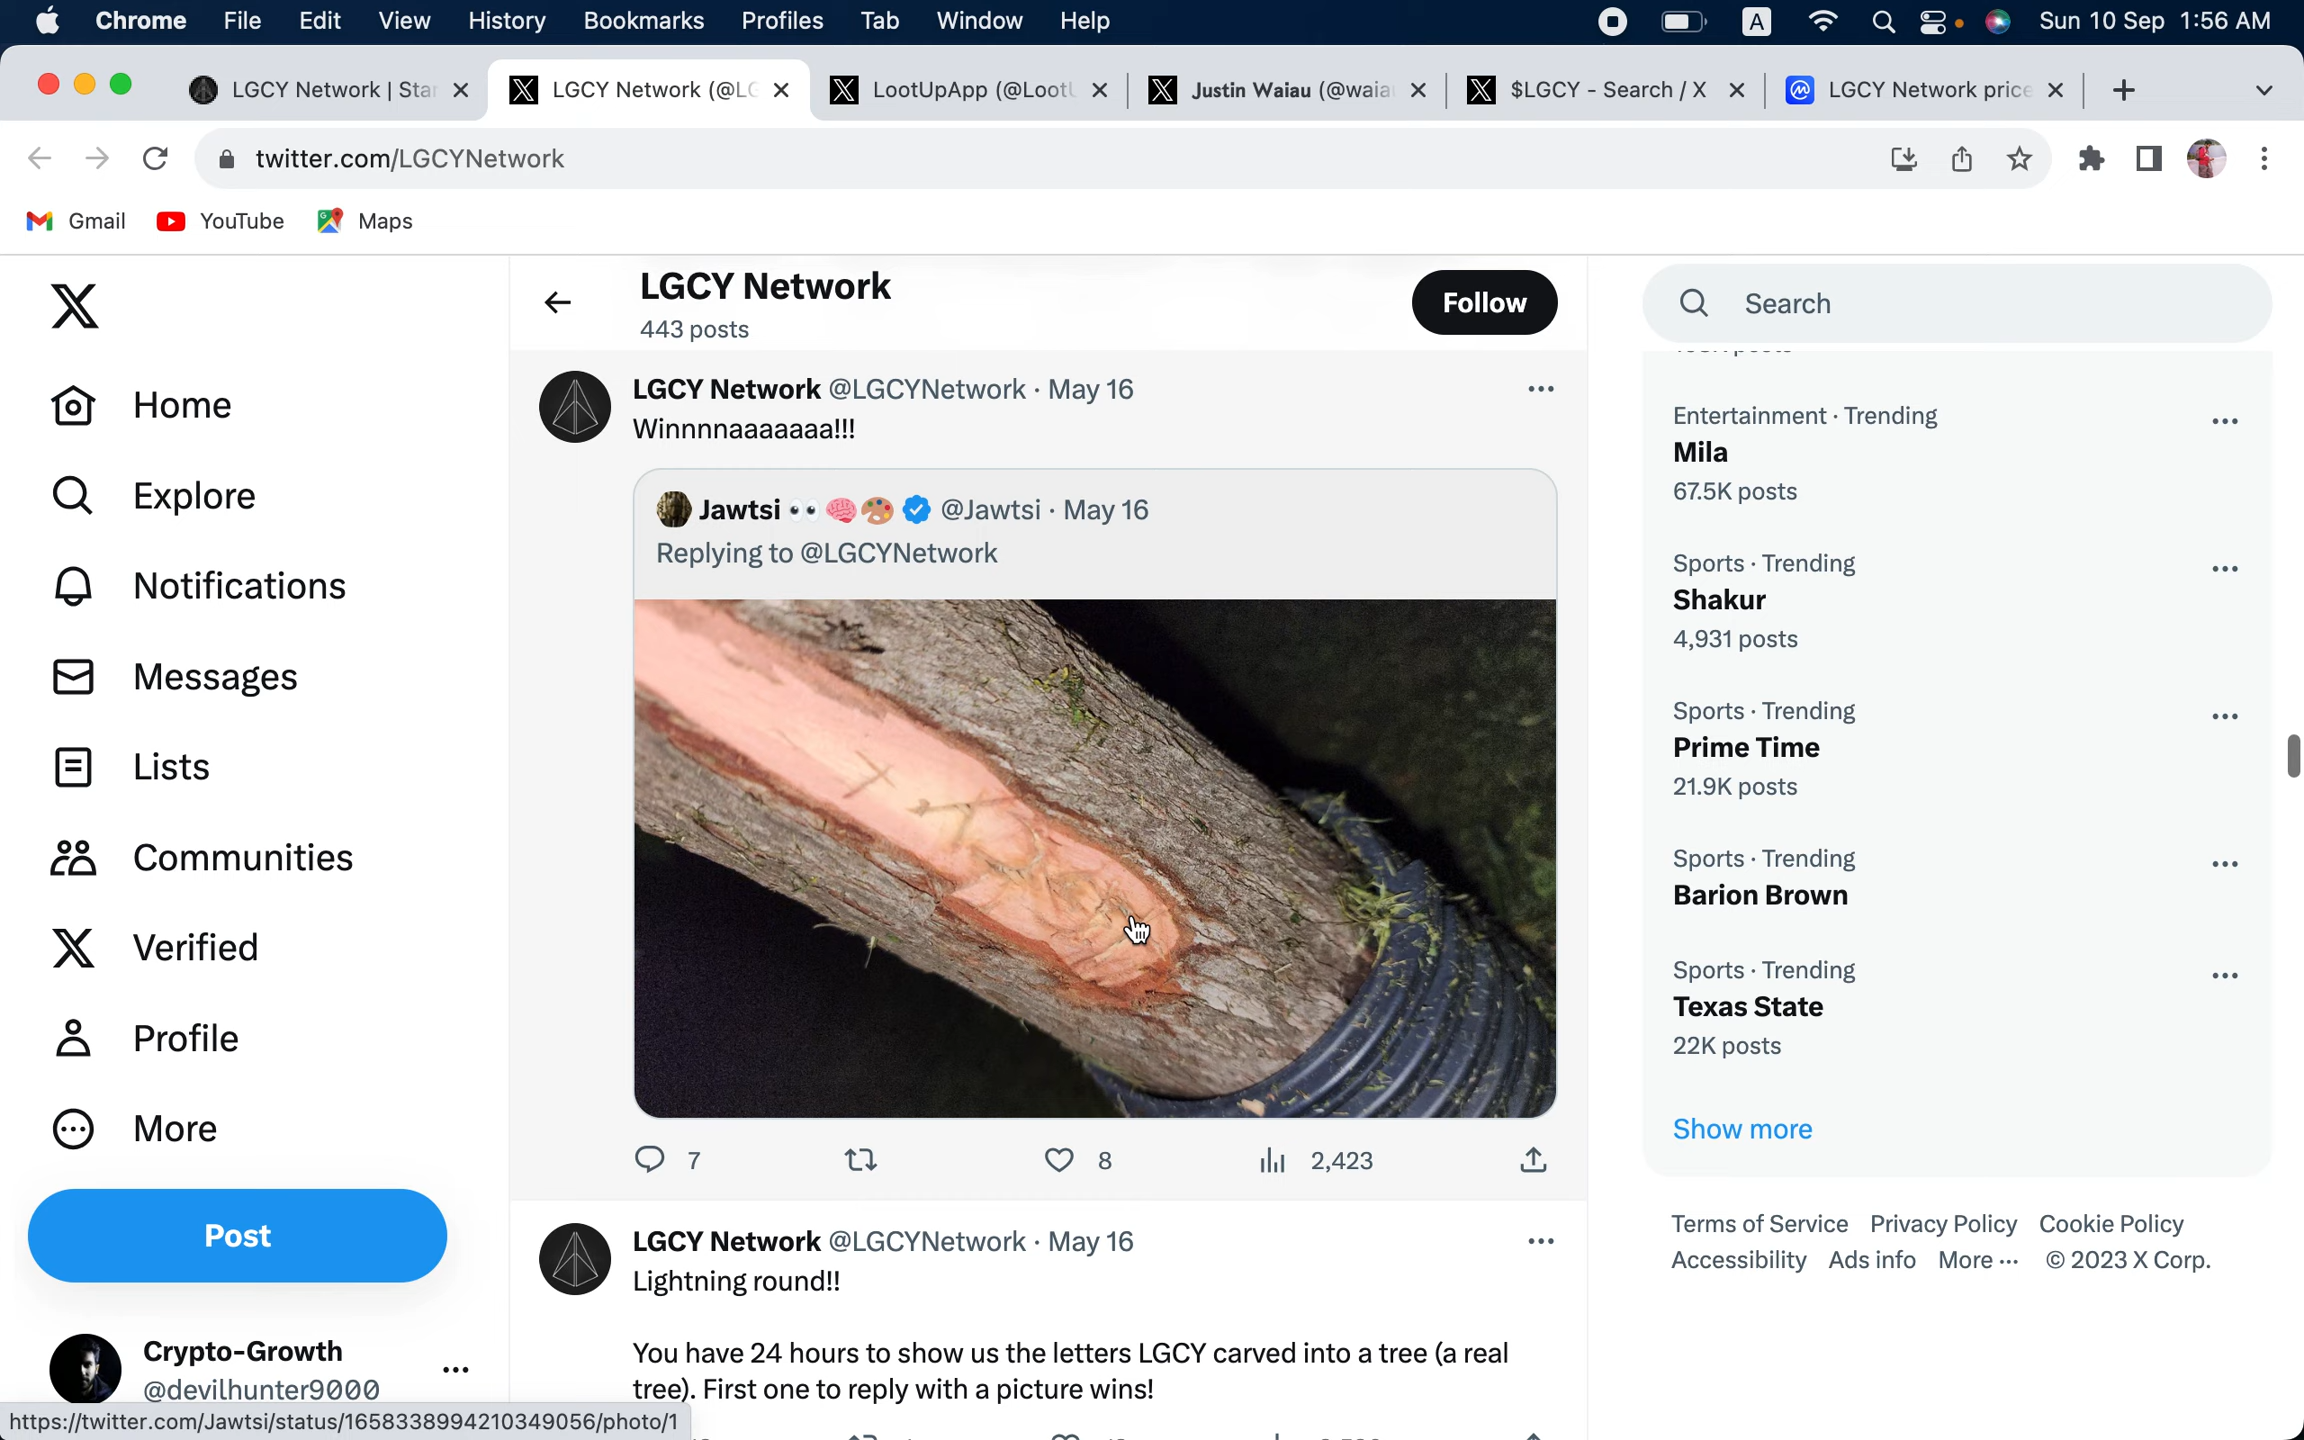 Chrome File Edit View History Bookmarks Profiles Tab Window Help A Sun 10 Sep 1:56 AM
LGCY Network | Star LGCY Network (@LG LootUpApp (@Loot Justin Waiau (@waia $LGCY - Search / X LGCY Network price
twitter.com/LGCYNetwork
Gmail YouTube Maps
Home
Explore
Notifications
Messages
Lists
Communities
Verified
Profile
More
Post
Crypto-Growth
@devilhunter9000
https://twitter.com/Jawtsi/status/1658338994210349056/photo/1
LGCY Network
443 posts
Follow
LGCY Network @LGCYNetwork · May 16
Winnnnaaaaaaa!!!
Jawtsi 👀🧠🎨 @Jawtsi · May 16
Replying to @LGCYNetwork
7 8 2,423
LGCY Network @LGCYNetwork · May 16
Lightning round!!
You have 24 hours to show us the letters LGCY carved into a tree (a real
tree). First one to reply with a picture wins!
Search
Entertainment · Trending
Mila
67.5K posts
Sports · Trending
Shakur
4,931 posts
Sports · Trending
Prime Time
21.9K posts
Sports · Trending
Barion Brown
Sports · Trending
Texas State
22K posts
Show more
Terms of Service Privacy Policy Cookie Policy
Accessibility Ads info More ··· © 2023 X Corp.